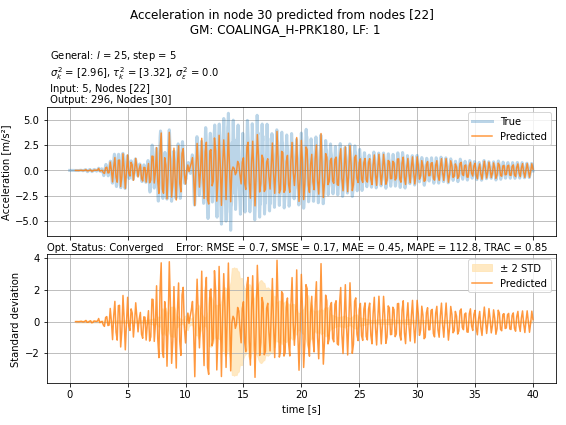 Acceleration in node 30 predicted from nodes [22]
GM: COALINGA_H-PRK180, LF: 1
General: l = 25, step = 5
σ²ₖ = [2.96], τ²ₖ = [3.32], σ²ε = 0.0
Input: 5, Nodes [22]
Output: 296, Nodes [30]
Acceleration [m/s²]
5.0
2.5
0.0
−2.5
−5.0
True
Predicted
Opt. Status: Converged Error: RMSE = 0.7, SMSE = 0.17, MAE = 0.45, MAPE = 112.8, TRAC = 0.85
Standard deviation
4
2
0
−2
± 2 STD
Predicted
0 5 10 15 20 25 30 35 40
time [s]